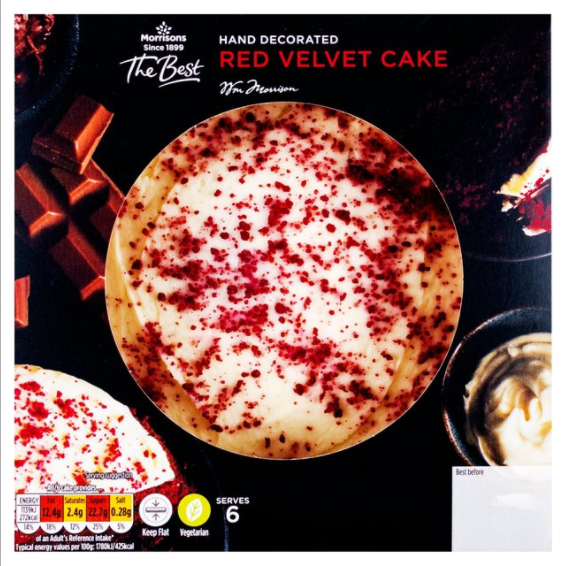 Morrisons
Since 1899
The Best
HAND DECORATED
RED VELVET CAKE
Wm Morrison
Serving suggestion
Best before
ENERGY
1139kJ
272kcal
14%
Fat
12.4g
18%
Saturates
2.4g
12%
Sugars
22.7g
25%
Salt
0.28g
5%
of an Adult's Reference Intake*
Typical energy values per 100g: 1780kJ/425kcal
Keep Flat
Vegetarian
SERVES
6